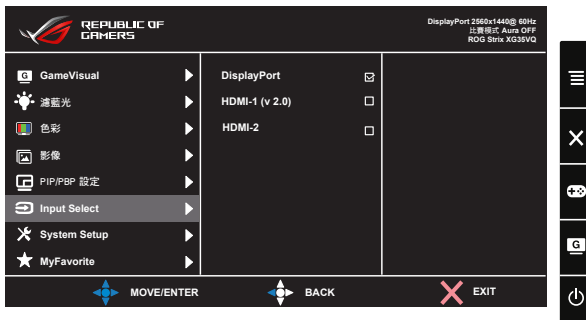 REPUBLIC OF
GAMERS
DisplayPort 2560x1440@ 60Hz
比賽模式 Aura OFF
ROG Strix XG35VQ
G GameVisual
濾藍光
色彩
影像
PIP/PBP 設定
Input Select
System Setup
MyFavorite
DisplayPort
HDMI-1 (v 2.0)
HDMI-2
MOVE/ENTER
BACK
EXIT
G